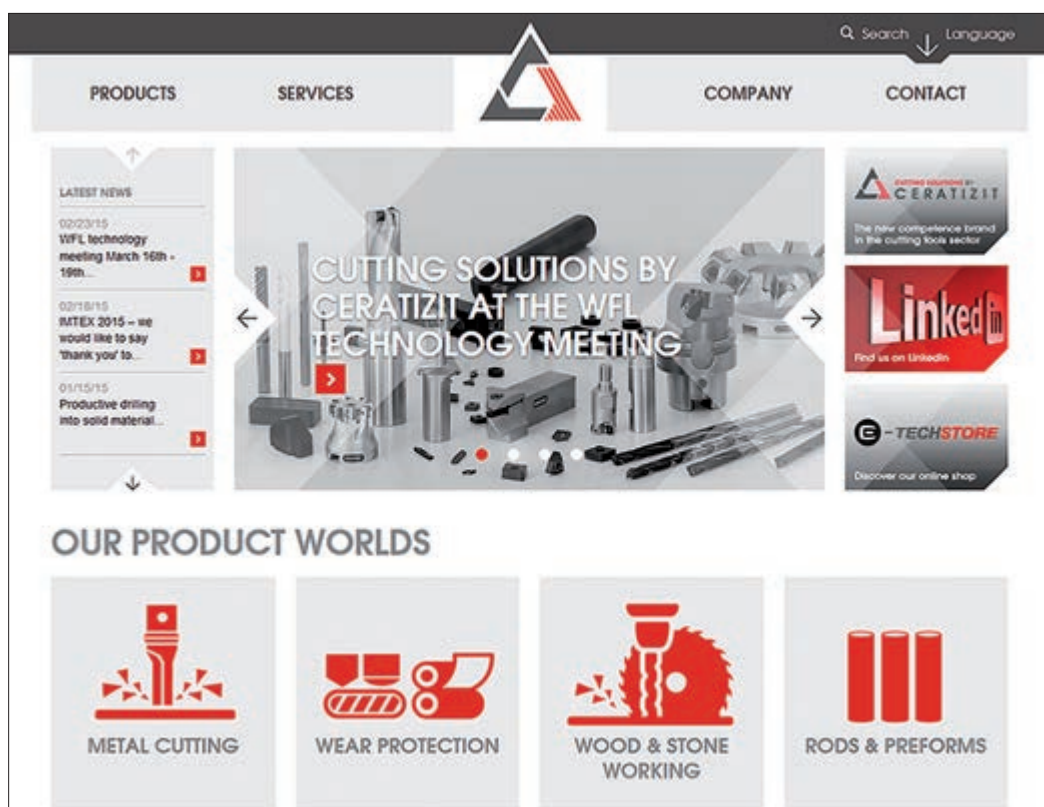 Search
Language
PRODUCTS
SERVICES
COMPANY
CONTACT
LATEST NEWS
02/23/15
WFL technology
meeting March 16th -
19th...
02/18/15
IMTEX 2015 – we
would like to say
'thank you' to...
01/15/15
Productive drilling
into solid material...
CUTTING SOLUTIONS BY
CERATIZIT AT THE WFL
TECHNOLOGY MEETING
CUTTING SOLUTIONS BY
CERATIZIT
The new competence brand
in the cutting tools sector
Linked in
Find us on LinkedIn
e-TECHSTORE
Discover our online shop
OUR PRODUCT WORLDS
METAL CUTTING
WEAR PROTECTION
WOOD & STONE
WORKING
RODS & PREFORMS